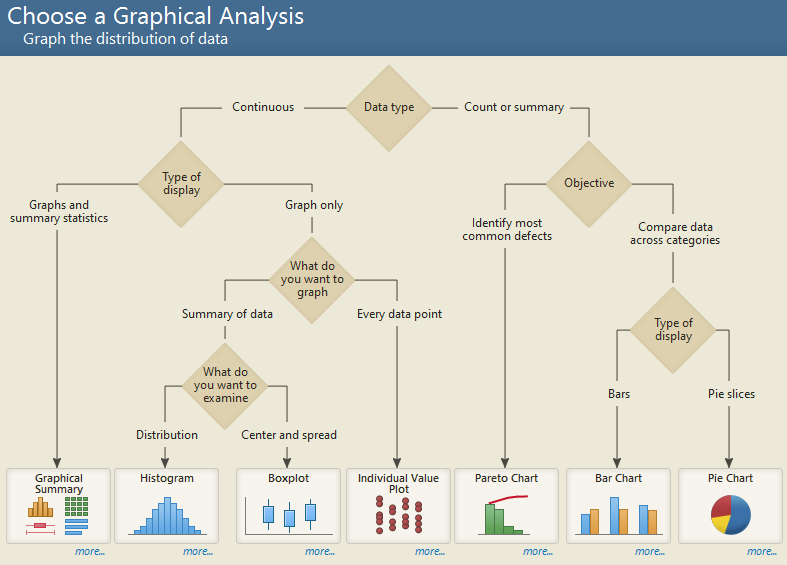 Choose a Graphical Analysis
Graph the distribution of data
Continuous
Data type
Count or summary
Type of
display
Objective
Graphs and
summary statistics
Graph only
Identify most
common defects
Compare data
across categories
What do
you want to
graph
Summary of data
Every data point
Type of
display
What do
you want to
examine
Bars
Pie slices
Distribution
Center and spread
Graphical
Summary
Histogram
Boxplot
Individual Value
Plot
Pareto Chart
Bar Chart
Pie Chart
more...
more...
more...
more...
more...
more...
more...